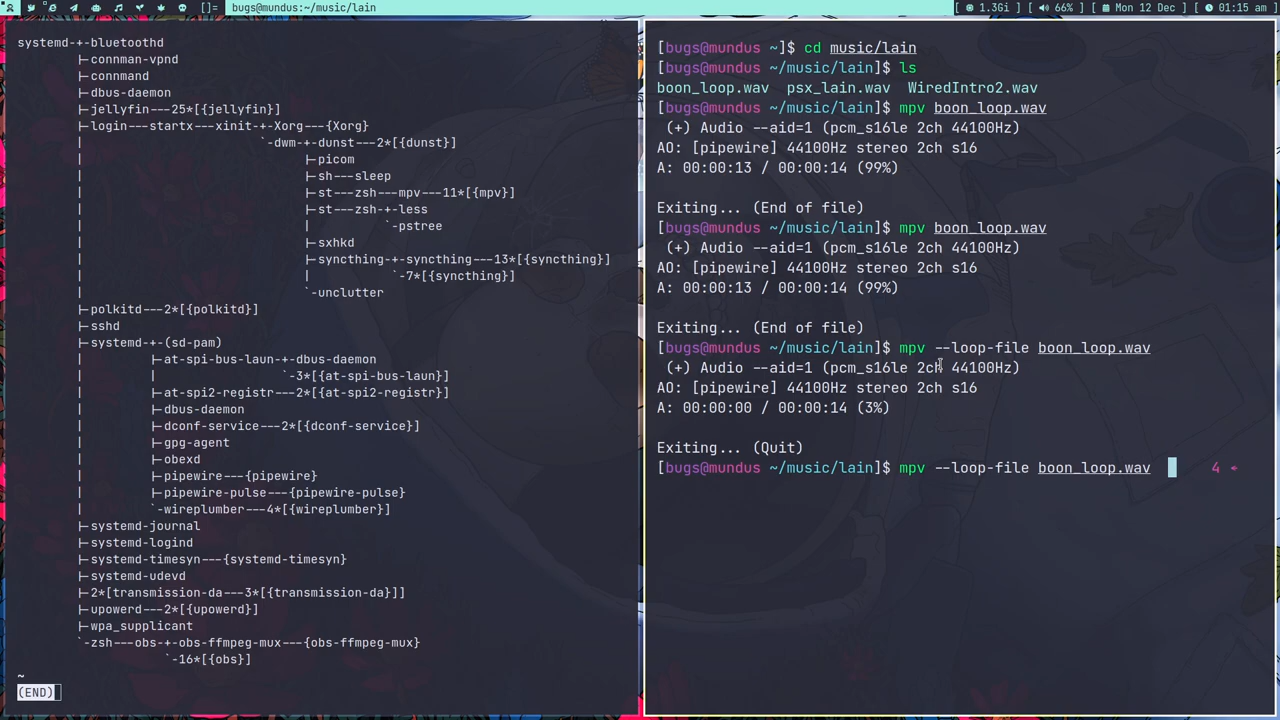 []= bugs@mundus:~/music/lain 1.3Gi 66% Mon 12 Dec 01:15 am
systemd-+-bluetoothd
├-connman-vpnd
├-connmand
├-dbus-daemon
├-jellyfin---25*[{jellyfin}]
├-login---startx---xinit-+-Xorg---{Xorg}
| `-dwm-+-dunst---2*[{dunst}]
| ├-picom
| ├-sh---sleep
| ├-st---zsh---mpv---11*[{mpv}]
| ├-st---zsh-+-less
| | `-pstree
| ├-sxhkd
| ├-syncthing-+-syncthing---13*[{syncthing}]
| | `-7*[{syncthing}]
| `-unclutter
├-polkitd---2*[{polkitd}]
├-sshd
├-systemd-+-(sd-pam)
| ├-at-spi-bus-laun-+-dbus-daemon
| | `-3*[{at-spi-bus-laun}]
| ├-at-spi2-registr---2*[{at-spi2-registr}]
| ├-dbus-daemon
| ├-dconf-service---2*[{dconf-service}]
| ├-gpg-agent
| ├-obexd
| ├-pipewire---{pipewire}
| ├-pipewire-pulse---{pipewire-pulse}
| `-wireplumber---4*[{wireplumber}]
├-systemd-journal
├-systemd-logind
├-systemd-timesyn---{systemd-timesyn}
├-systemd-udevd
├-2*[transmission-da---3*[{transmission-da}]]
├-upowerd---2*[{upowerd}]
├-wpa_supplicant
`-zsh---obs-+-obs-ffmpeg-mux---{obs-ffmpeg-mux}
`-16*[{obs}]
~
(END)
[bugs@mundus ~]$ cd music/lain
[bugs@mundus ~/music/lain]$ ls
boon_loop.wav psx_lain.wav WiredIntro2.wav
[bugs@mundus ~/music/lain]$ mpv boon_loop.wav
(+) Audio --aid=1 (pcm_s16le 2ch 44100Hz)
AO: [pipewire] 44100Hz stereo 2ch s16
A: 00:00:13 / 00:00:14 (99%)
Exiting... (End of file)
[bugs@mundus ~/music/lain]$ mpv boon_loop.wav
(+) Audio --aid=1 (pcm_s16le 2ch 44100Hz)
AO: [pipewire] 44100Hz stereo 2ch s16
A: 00:00:13 / 00:00:14 (99%)
Exiting... (End of file)
[bugs@mundus ~/music/lain]$ mpv --loop-file boon_loop.wav
(+) Audio --aid=1 (pcm_s16le 2ch 44100Hz)
AO: [pipewire] 44100Hz stereo 2ch s16
A: 00:00:00 / 00:00:14 (3%)
Exiting... (Quit)
[bugs@mundus ~/music/lain]$ mpv --loop-file boon_loop.wav 4